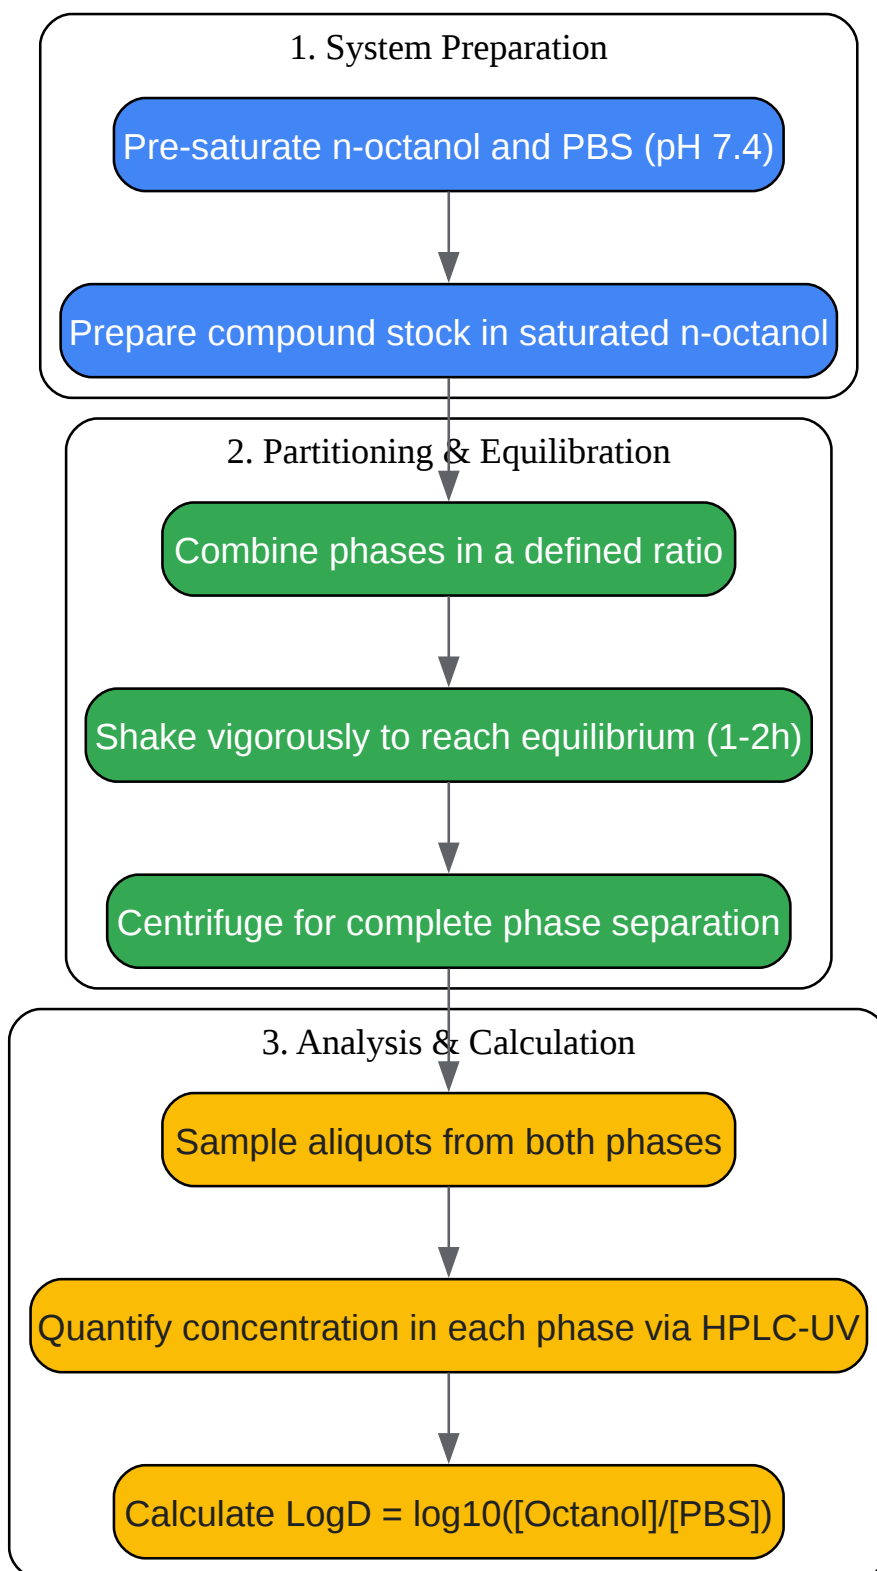 1. System Preparation
Pre-saturate n-octanol and PBS (pH 7.4)
Prepare compound stock in saturated n-octanol
2. Partitioning & Equilibration
Combine phases in a defined ratio
Shake vigorously to reach equilibrium (1-2h)
Centrifuge for complete phase separation
3. Analysis & Calculation
Sample aliquots from both phases
Quantify concentration in each phase via HPLC-UV
Calculate LogD = log10([Octanol]/[PBS])